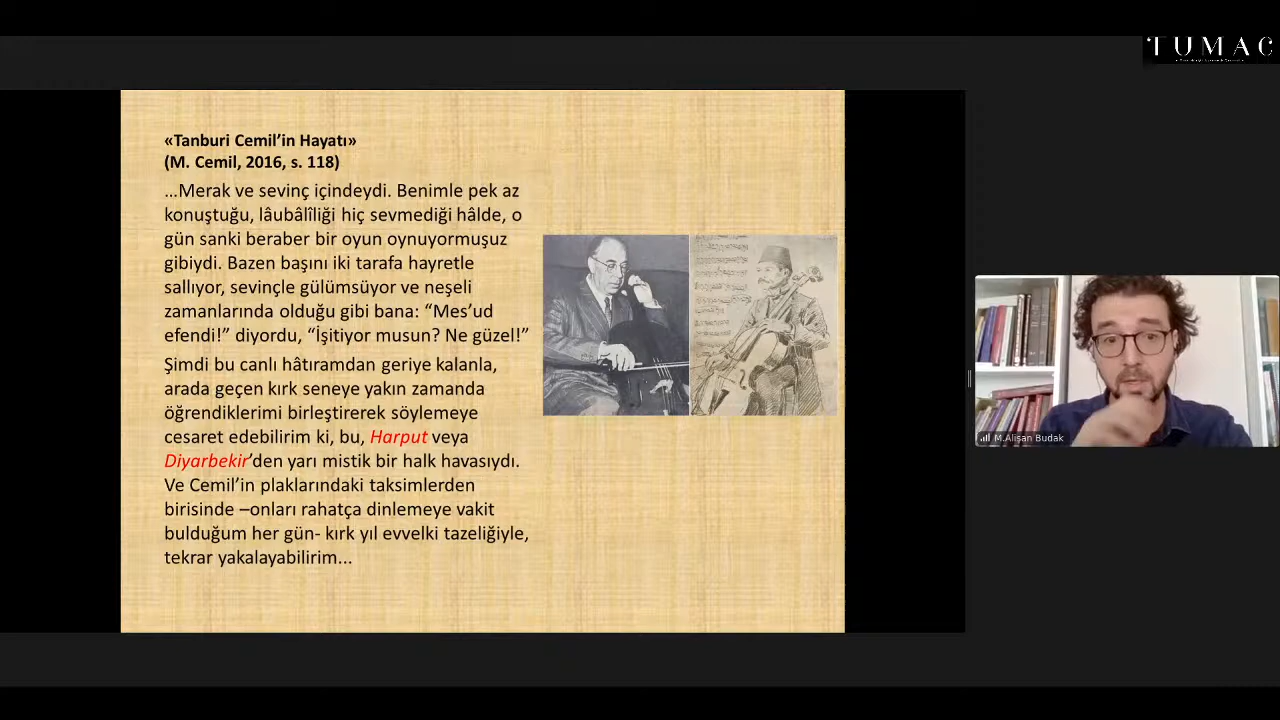 TUMAC
«Tanburi Cemil’in Hayatı»
(M. Cemil, 2016, s. 118)
…Merak ve sevinç içindeydi. Benimle pek az
konuştuğu, lâubâlîliği hiç sevmediği hâlde, o
gün sanki beraber bir oyun oynuyormuşuz
gibiydi. Bazen başını iki tarafa hayretle
sallıyor, sevinçle gülümsüyor ve neşeli
zamanlarında olduğu gibi bana: “Mes’ud
efendi!” diyordu, “İşitiyor musun? Ne güzel!”
Şimdi bu canlı hâtıramdan geriye kalanla,
arada geçen kırk seneye yakın zamanda
öğrendiklerimi birleştirerek söylemeye
cesaret edebilirim ki, bu, Harput veya
Diyarbekir’den yarı mistik bir halk havasıydı.
Ve Cemil’in plaklarındaki taksimlerden
birisinde –onları rahatça dinlemeye vakit
bulduğum her gün- kırk yıl evvelki tazeliğiyle,
tekrar yakalayabilirim...
M.Alişan Budak